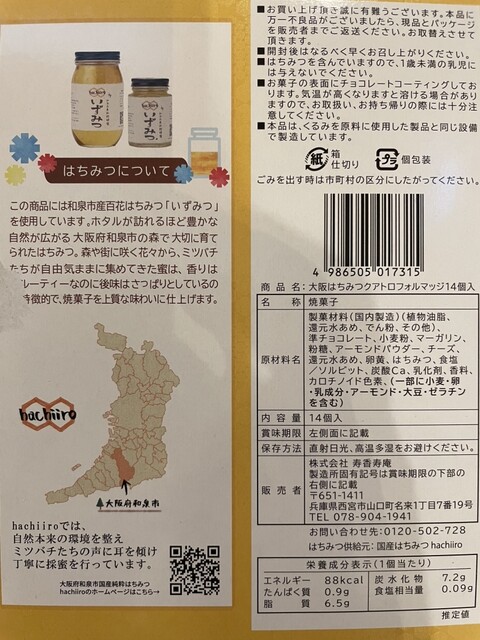 いずみつ
いずみつ
はちみつについて
この商品には和泉市産百花はちみつ「いずみつ」
を使用しています。ホタルが訪れるほど豊かな
自然が広がる大阪府和泉市の森で大切に育て
られたはちみつ。森や街に咲く花々から、ミツバチ
たちが自由気ままに集めてきた蜜は、香りは
ルーティーなのに後味はさっぱりとしているの
特徴的で、焼菓子を上質な味わいに仕上げます。
hachiiro
大阪府和泉市
hachiiroでは、
自然本来の環境を整え
ミツバチたちの声に耳を傾け
丁寧に採蜜を行っています。
大阪府和泉市国産純粋はちみつ
hachiiroのホームページはこちら→
■お買い上げ頂き誠に有難うございます。本品に
万一不良品がございましたら、現品とパッケージ
を販売者までご返送ください。お取替えさせて
頂きます。
■開封後はなるべく早くお召し上がりください。
■はちみつを含んでいますので、1歳未満の乳児に
は与えないでください。
■お菓子の表面にチョコレートコーティングしてお
ります。気温が高くなりますと溶ける場合があり
ますので、お取扱い、お持ち帰りの際には十分注
意してください。
■本品は、くるみを原料に使用した製品と同じ設備
で製造しています。
紙 箱 仕切り プラ 個包装
ごみを出す時は市町村の区分にしたがってください。
4 986505 017315
商品名:大阪はちみつクアトロフォルマッジ14個入
名称 焼菓子
原材料名 製菓材料(国内製造)(植物油脂、
還元水あめ、でん粉、その他)、
準チョコレート、小麦粉、マーガリン、
粉糖、アーモンドパウダー、チーズ、
還元水あめ、卵黄、はちみつ、食塩
/ソルビット、炭酸Ca、乳化剤、香料、
カロチノイド色素、(一部に小麦・卵
・乳成分・アーモンド・大豆・ゼラチン
を含む)
内容量 14個入
賞味期限 左側面に記載
保存方法 直射日光、高温多湿をお避けください。
販売者 株式会社 寿香寿庵
製造所固有記号は賞味期限の下部の
右側に記載
〒651-1411
兵庫県西宮市山口町名来1丁目7番19号
TEL 078-904-1941
お問い合わせ先:0120-502-728
はちみつ供給元:国産はちみつ hachiiro
栄養成分表示(1個当たり)
エネルギー 88kcal 炭水化物 7.2g
たんぱく質 0.9g 食塩相当量 0.09g
脂質 6.5g
推定値